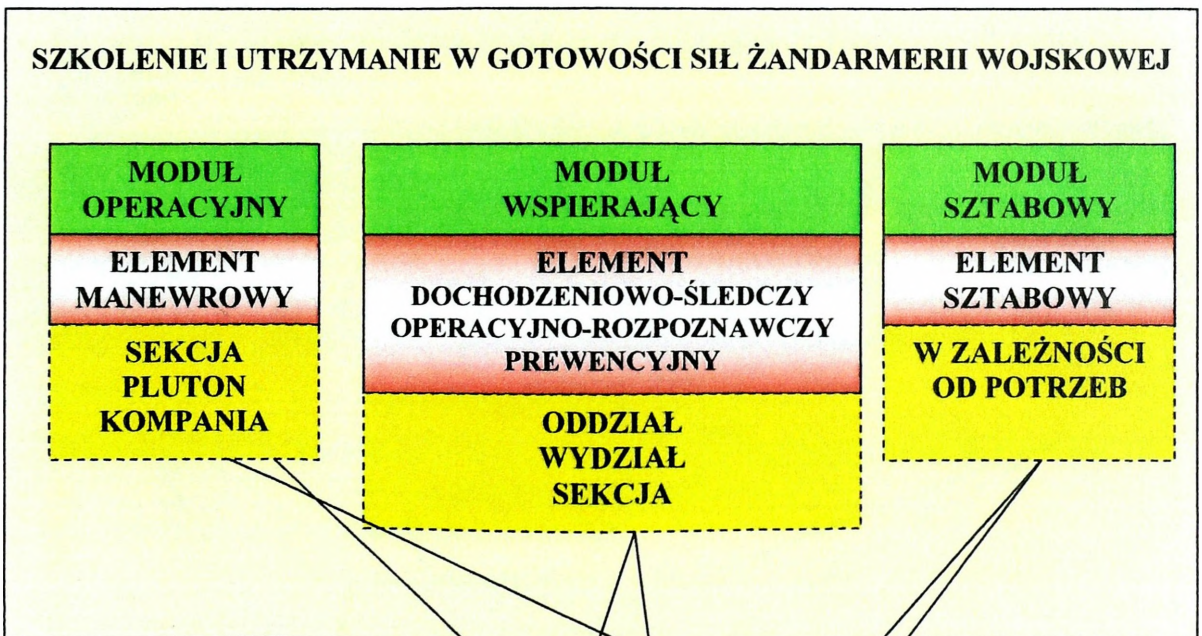 SZKOLENIE I UTRZYMANIE W GOTOWOŚCI SIŁ ŻANDARMERII WOJSKOWEJ
MODUŁ
OPERACYJNY
ELEMENT
MANEWROWY
SEKCJA
PLUTON
KOMPANIA
MODUŁ
WSPIERAJĄCY
ELEMENT
DOCHODZENIOWO-ŚLEDCZY
OPERACYJNO-ROZPOZNAWCZY
PREWENCYJNY
ODDZIAŁ
WYDZIAŁ
SEKCJA
MODUŁ
SZTABOWY
ELEMENT
SZTABOWY
W ZALEŻNOŚCI
OD POTRZEB